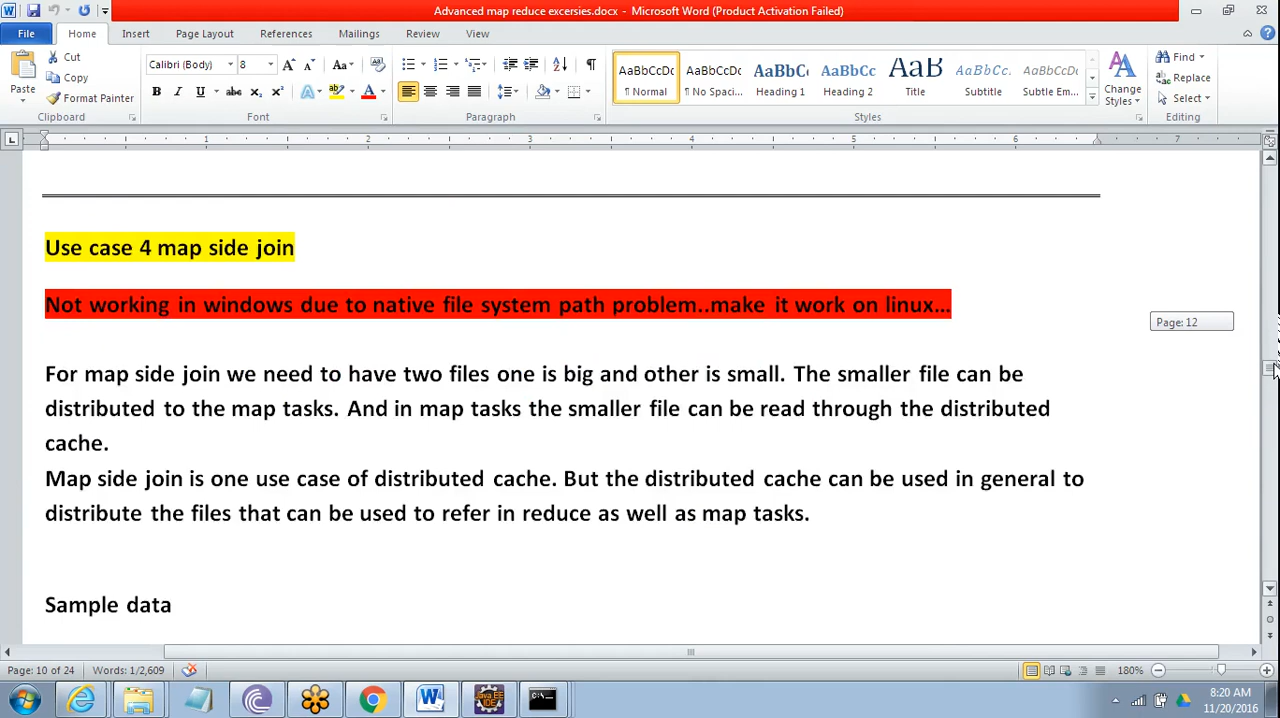 Advanced map reduce excersies.docx - Microsoft Word (Product Activation Failed)
File Home Insert Page Layout References Mailings Review View
Paste
Cut
Copy
Format Painter
Clipboard
Calibri (Body) 8
Font
Paragraph
AaBbCcDc AaBbCcDc AaBbCc AaBbCc AaB AaBbCcDc AaBbCcDc
¶ Normal ¶ No Spaci... Heading 1 Heading 2 Title Subtitle Subtle Em...
Styles
Change Styles
Find
Replace
Select
Editing
1 2 3 4 5 6 7
Use case 4 map side join
Not working in windows due to native file system path problem..make it work on linux...
Page: 12
For map side join we need to have two files one is big and other is small. The smaller file can be
distributed to the map tasks. And in map tasks the smaller file can be read through the distributed
cache.
Map side join is one use case of distributed cache. But the distributed cache can be used in general to
distribute the files that can be used to refer in reduce as well as map tasks.
Sample data
Page: 10 of 24 Words: 1/2,609 180%
8:20 AM
11/20/2016